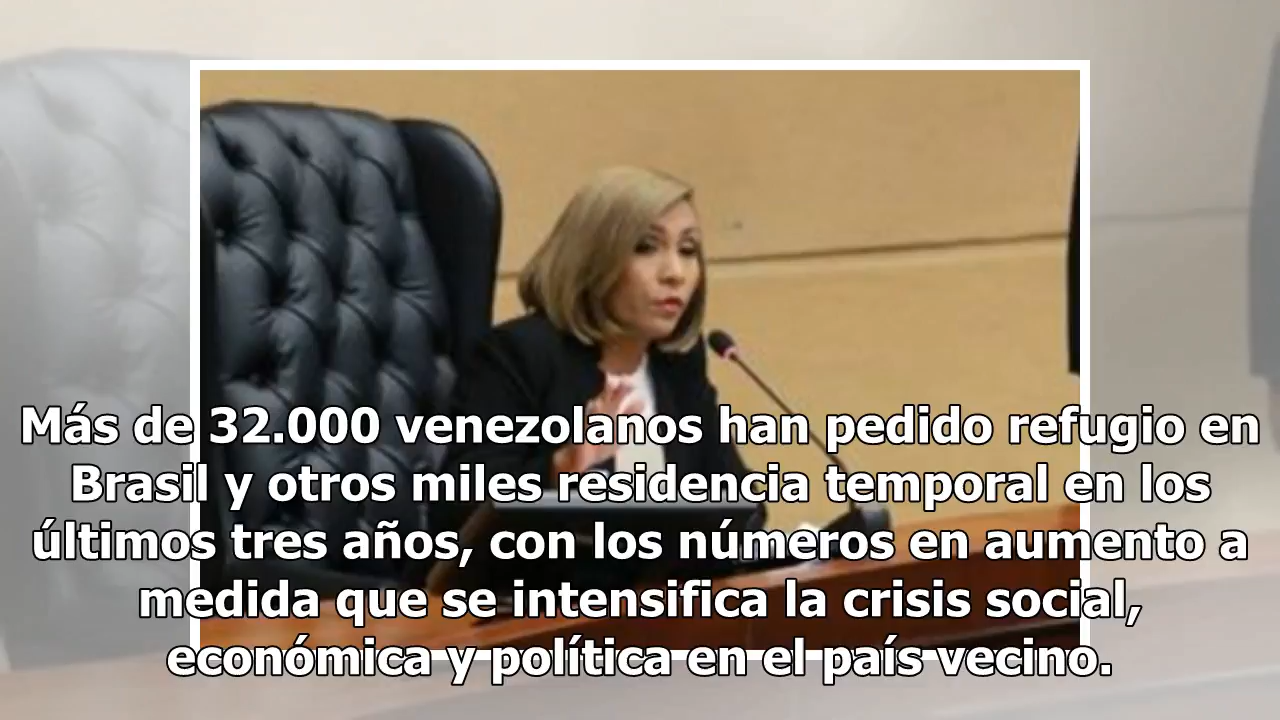 Más de 32.000 venezolanos han pedido refugio en
Brasil y otros miles residencia temporal en los
últimos tres años, con los números en aumento a
medida que se intensifica la crisis social,
económica y política en el país vecino.